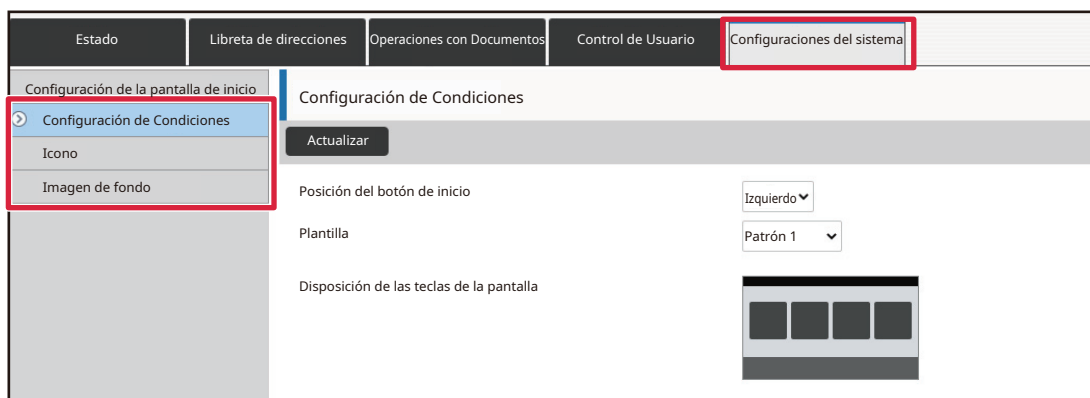 Estado
Libreta de direcciones
Operaciones con Documentos
Control de Usuario
Configuraciones del sistema
Configuración de la pantalla de inicio
Configuración de Condiciones
Icono
Imagen de fondo
Configuración de Condiciones
Actualizar
Posición del botón de inicio
Izquierdo
Plantilla
Patrón 1
Disposición de las teclas de la pantalla